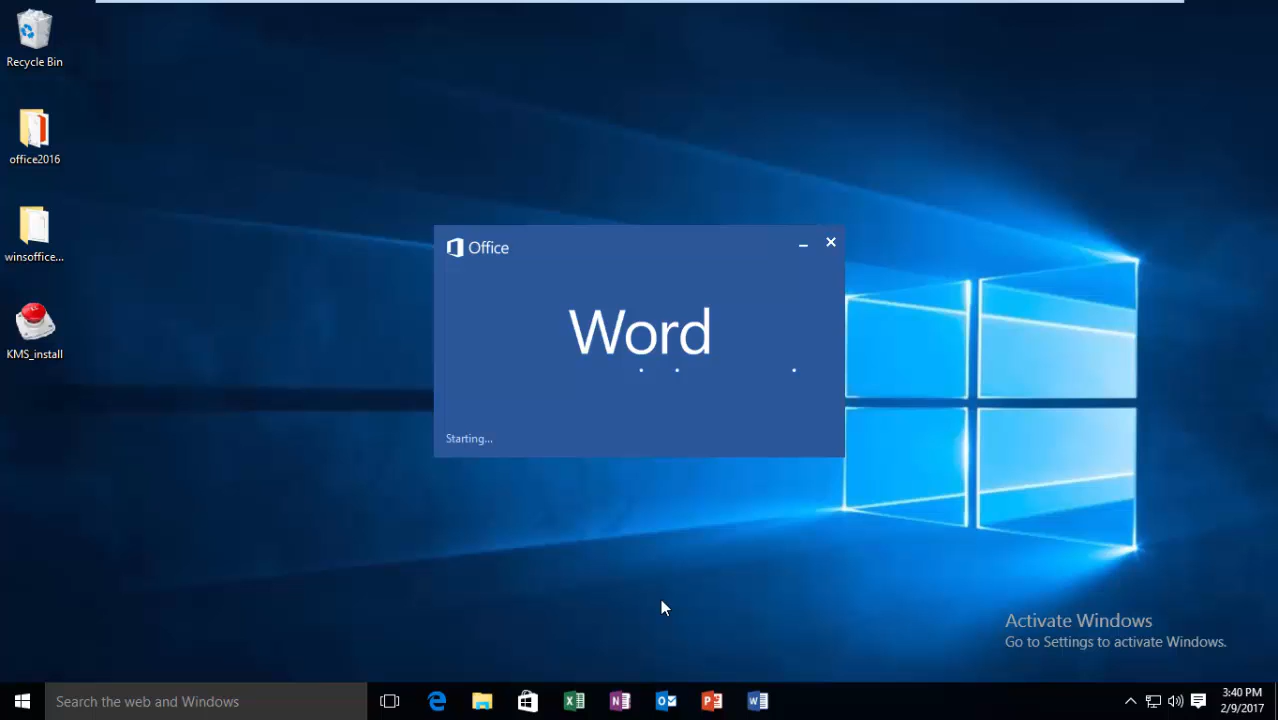 Recycle Bin
office2016
winsoffice...
KMS_install
Office
Word
Starting...
Activate Windows
Go to Settings to activate Windows.
Search the web and Windows
3:40 PM
2/9/2017